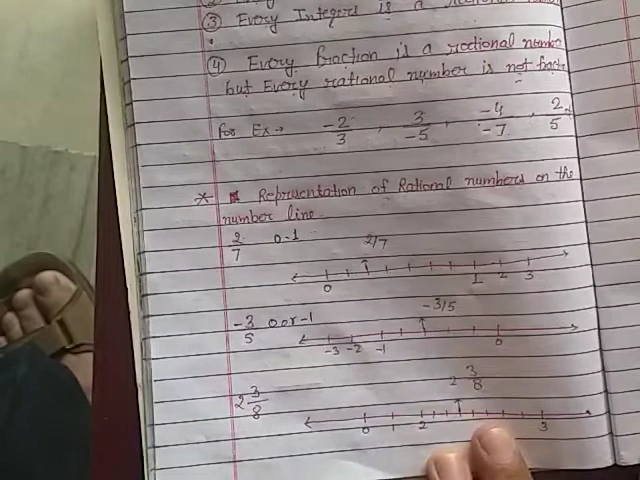 ③ Every Integers is a
④ Every fraction is a rational number
but Every rational number is not
for Ex→ -2/3 , 3/-5 , -4/-7 , 2/5
* Representation of Rational numbers on the
number line.
2/7 0-1 2/7
0 1 2 3
-3/5 0 or -1 -3/5
-3 -2 -1 0
2 3/8 2 3/8
0 1 2 3